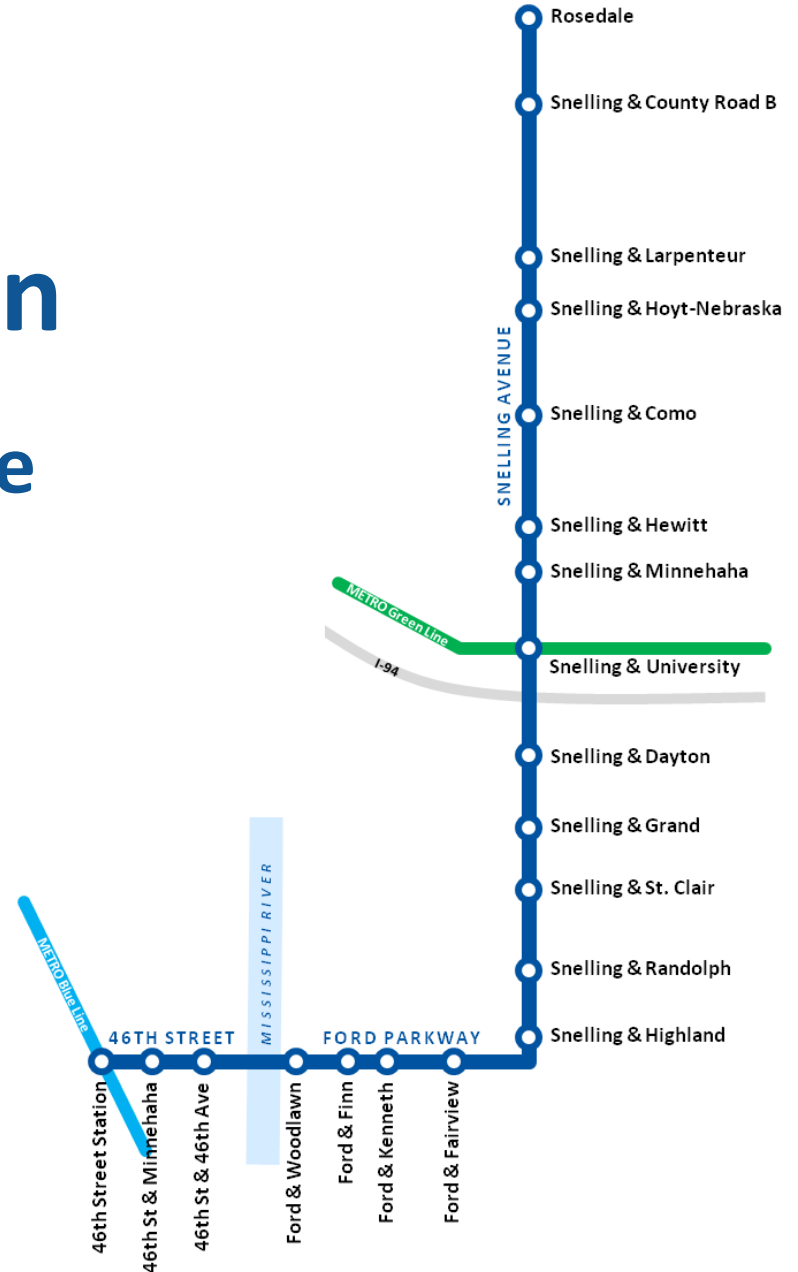 Rosedale
Snelling & County Road B
n
Snelling & Larpenteur
Snelling & Hoyt-Nebraska
SNELLING AVENUE
e
Snelling & Como
Snelling & Hewitt
Snelling & Minnehaha
METRO Green Line
Snelling & University
I-94
Snelling & Dayton
Snelling & Grand
Snelling & St. Clair
Snelling & Randolph
Snelling & Highland
MISSISSIPPI RIVER
METRO Blue Line
46TH STREET
FORD PARKWAY
46th Street Station
46th St & Minnehaha
46th St & 46th Ave
Ford & Woodlawn
Ford & Finn
Ford & Kenneth
Ford & Fairview